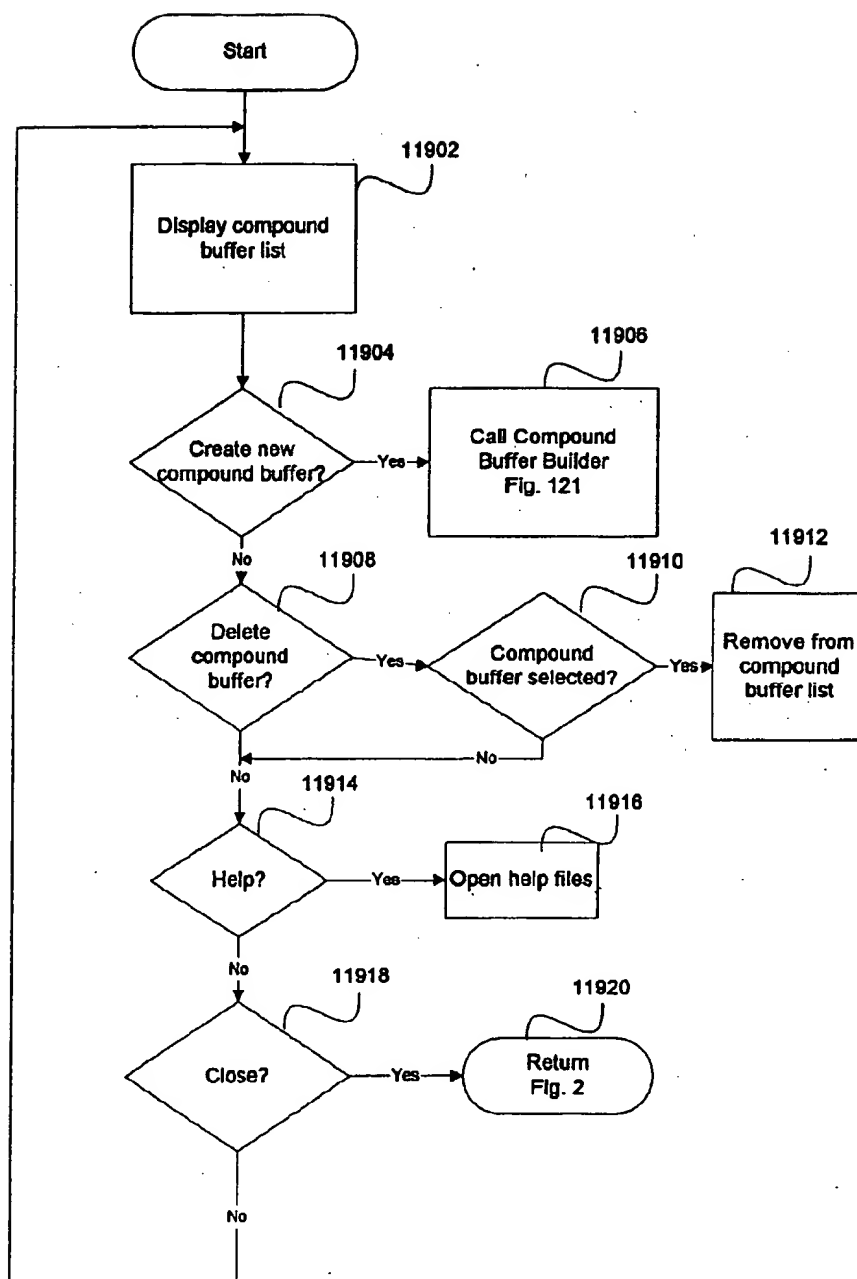 Start
11902
Display compound
buffer list
11904
11906
Create new
compound buffer?
Yes
Call Compound
Buffer Builder
Fig. 121
No
11908
11910
11912
Delete
compound
buffer?
Yes
Compound
buffer selected?
Yes
Remove from
compound
buffer list
No
No
11914
11916
Help?
Yes
Open help files
No
11918
11920
Close?
Yes
Return
Fig. 2
No